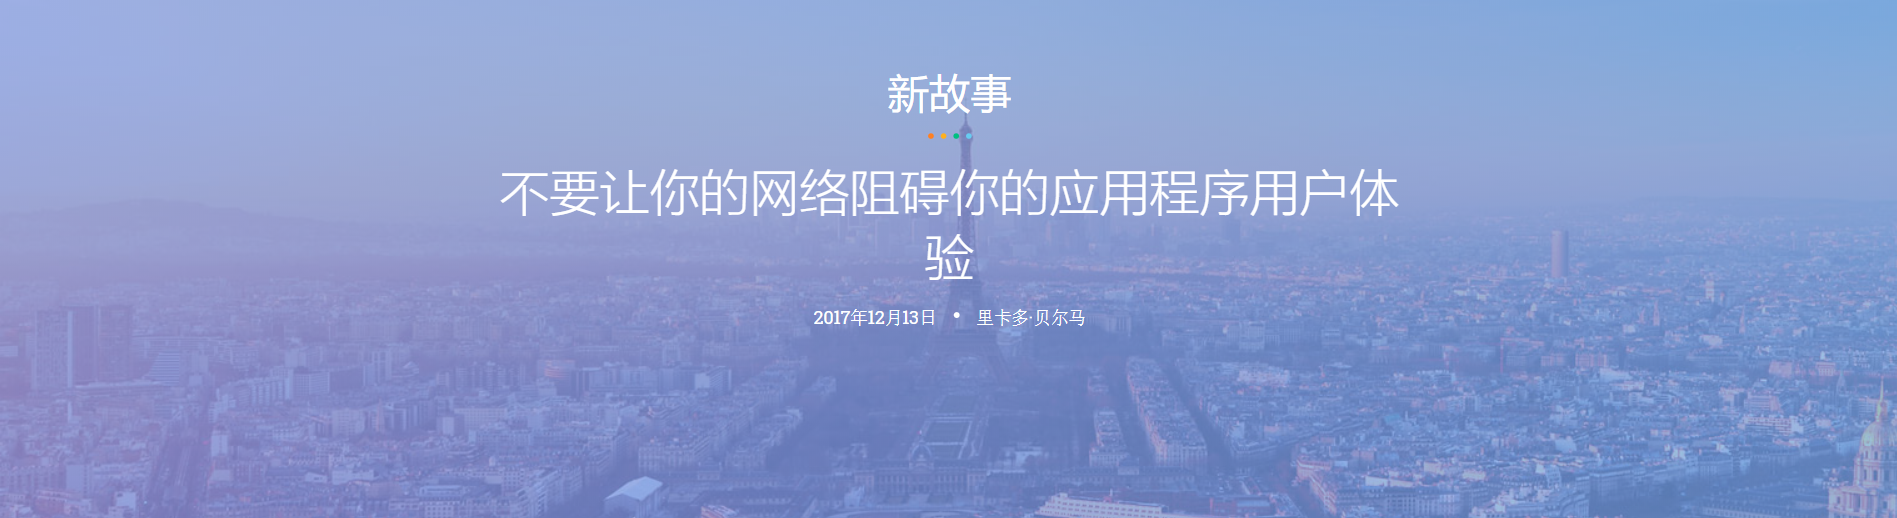 新故事
不要让你的网络阻碍你的应用程序用户体
验
2017年12月13日 • 里卡多·贝尔马